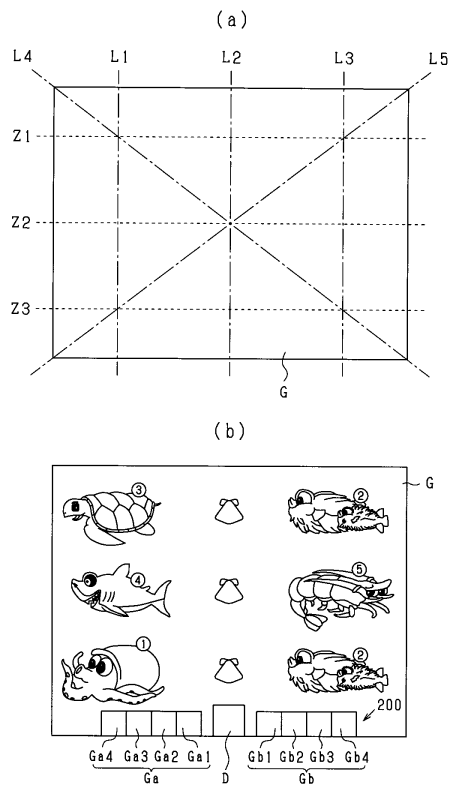 (a)
L4 L1 L2 L3 L5
Z1
Z2
Z3
G
(b)
③ ② G
④ ⑤
① ②
200
Ga4 Ga3 Ga2 Ga1 D Gb1 Gb2 Gb3 Gb4
Ga Gb